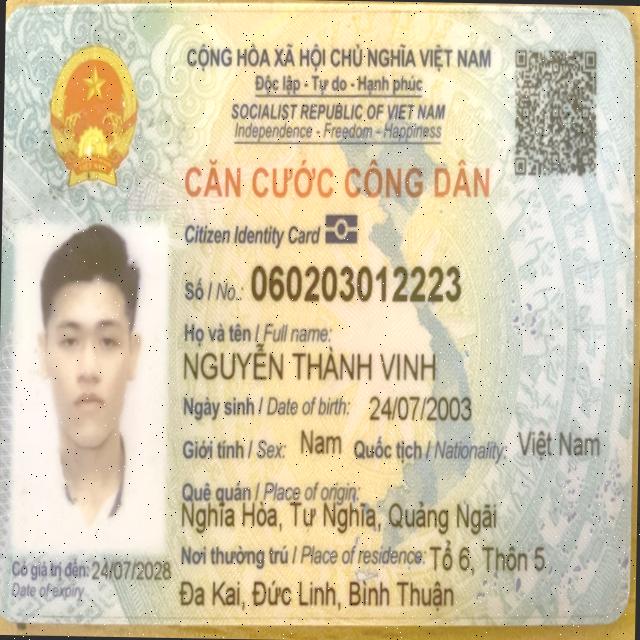 CỘNG HÒA XÃ HỘI CHỦ NGHĨA VIỆT NAM
Độc lập - Tự do - Hạnh phúc
SOCIALIST REPUBLIC OF VIET NAM
Independence - Freedom - Happiness
CĂN CƯỚC CÔNG DÂN
Citizen Identity Card
Số / No.: 060203012223
Họ và tên / Full name:
NGUYỄN THÀNH VINH
Ngày sinh / Date of birth: 24/07/2003
Giới tính / Sex: Nam Quốc tịch / Nationality: Việt Nam
Quê quán / Place of origin:
Nghĩa Hòa, Tư Nghĩa, Quảng Ngãi
Nơi thường trú / Place of residence: Tổ 6, Thôn 5
Đa Kai, Đức Linh, Bình Thuận
Có giá trị đến: 24/07/2028
Date of expiry